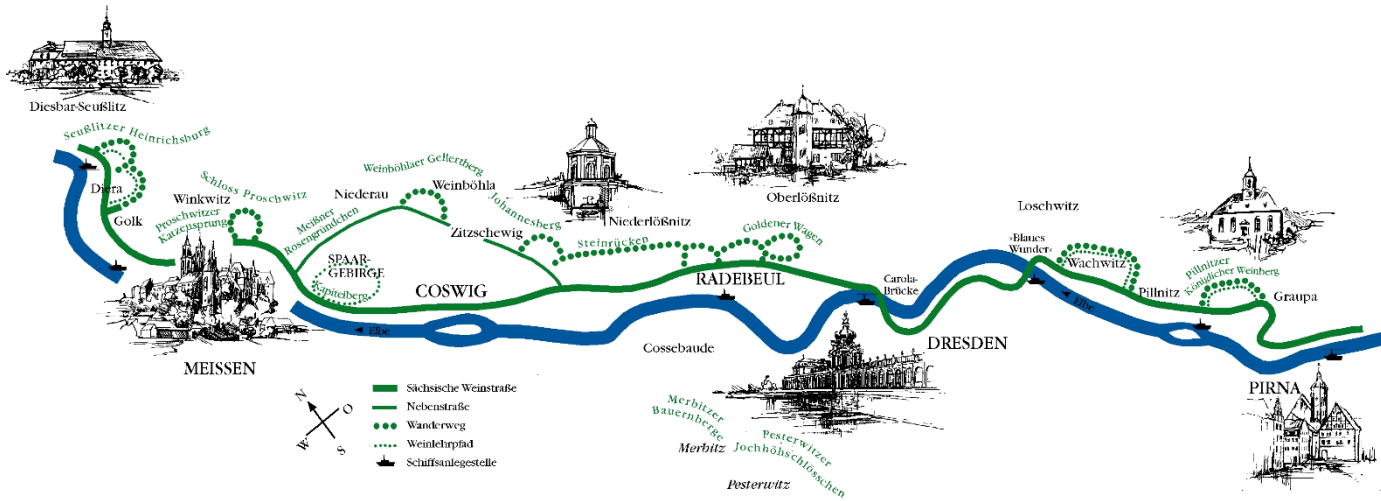 Diesbar-Seußlitz
Seußlitzer Heinrichsburg
Diera
Golk
Winkwitz
Schloss Proschwitz
Proschwitzer
Katzensprung
MEISSEN
Meißner
Rosengründchen
Niederau
Weinböhlaer Gellertberg
Weinböhla
SPAAR-
GEBIRGE
Kapitelberg
COSWIG
Elbe
Zitzschewig
Johannesberg
Steinrücken
Niederlößnitz
Oberlößnitz
Goldener Wagen
RADEBEUL
Cossebaude
Carola-
Brücke
DRESDEN
Loschwitz
»Blaues
Wunder«
Wachwitz
Elbe
Pillnitz
Pillnitzer
Königlicher Weinberg
Graupa
PIRNA
Merbitzer
Bauernberge
Merbitz
Pesterwitzer
Jochhöhschlösschen
Pesterwitz
N
O
W
S
Sächsische Weinstraße
Nebenstraße
Wanderweg
Weinlehrpfad
Schiffsanlegestelle